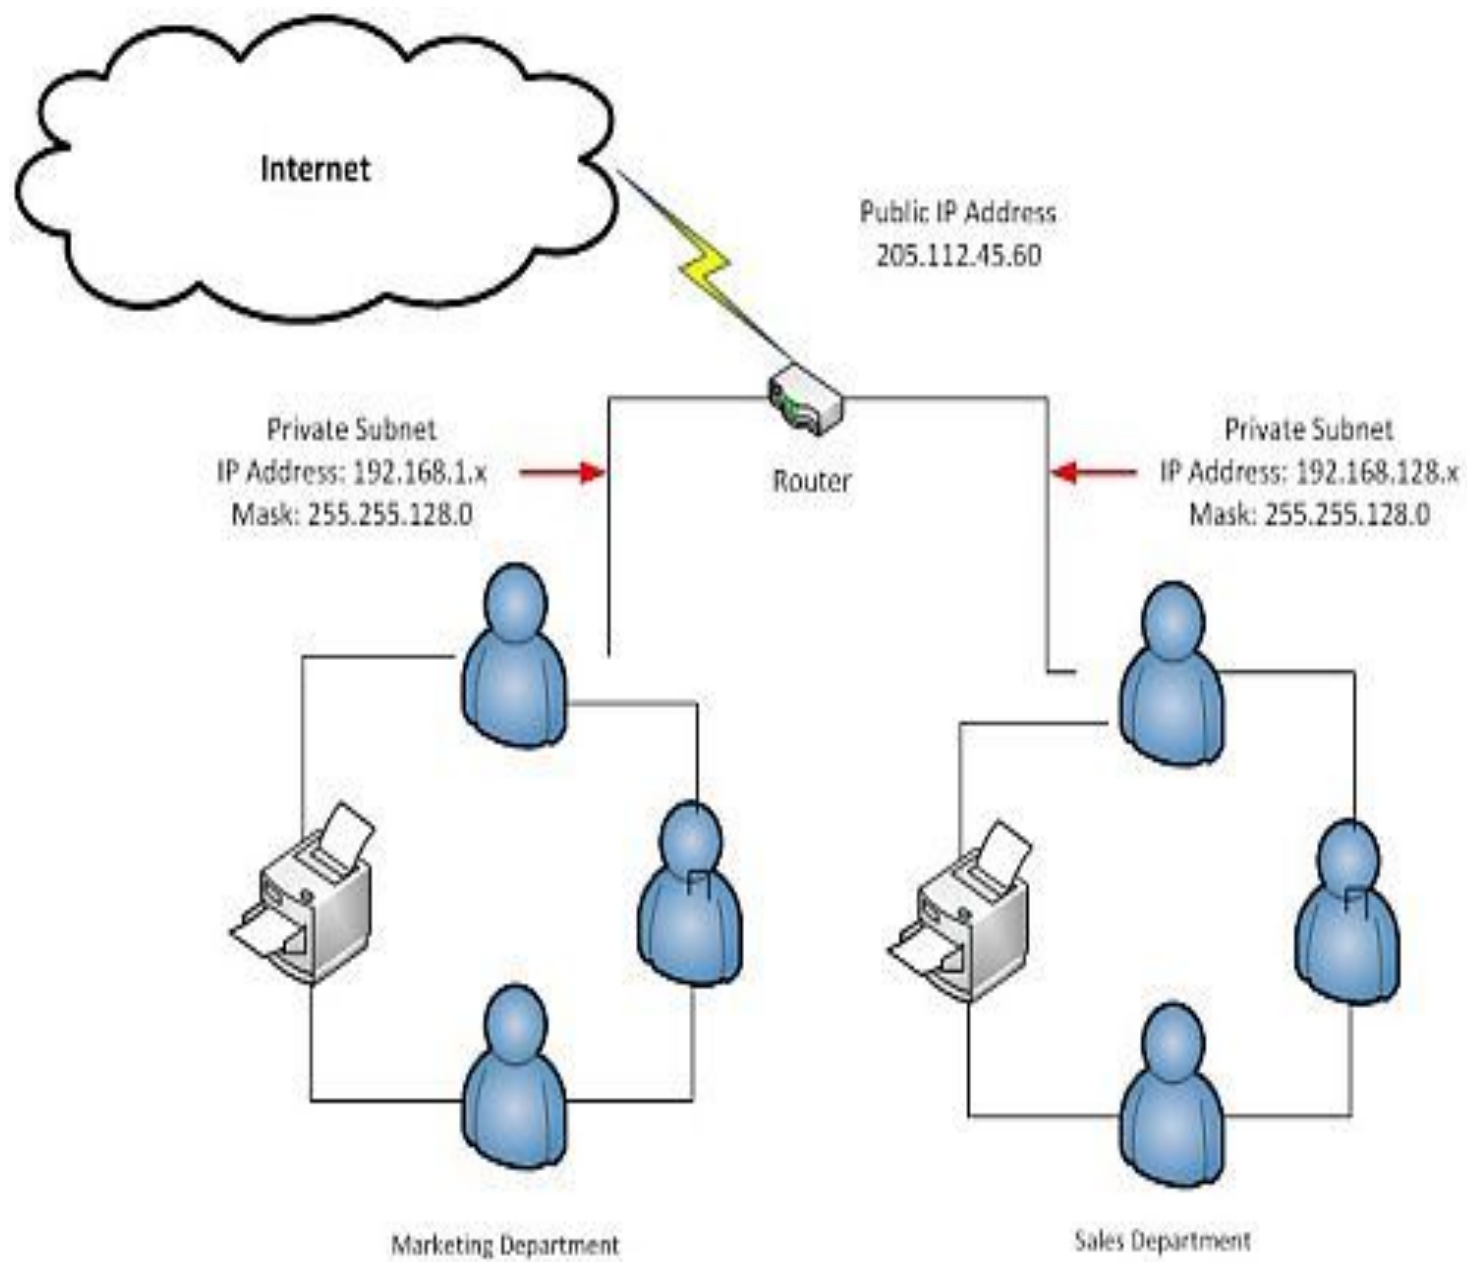 Internet
Public IP Address
205.112.45.60
Private Subnet
IP Address: 192.168.1.x
Mask: 255.255.128.0
Router
Private Subnet
IP Address: 192.168.128.x
Mask: 255.255.128.0
Marketing Department
Sales Department